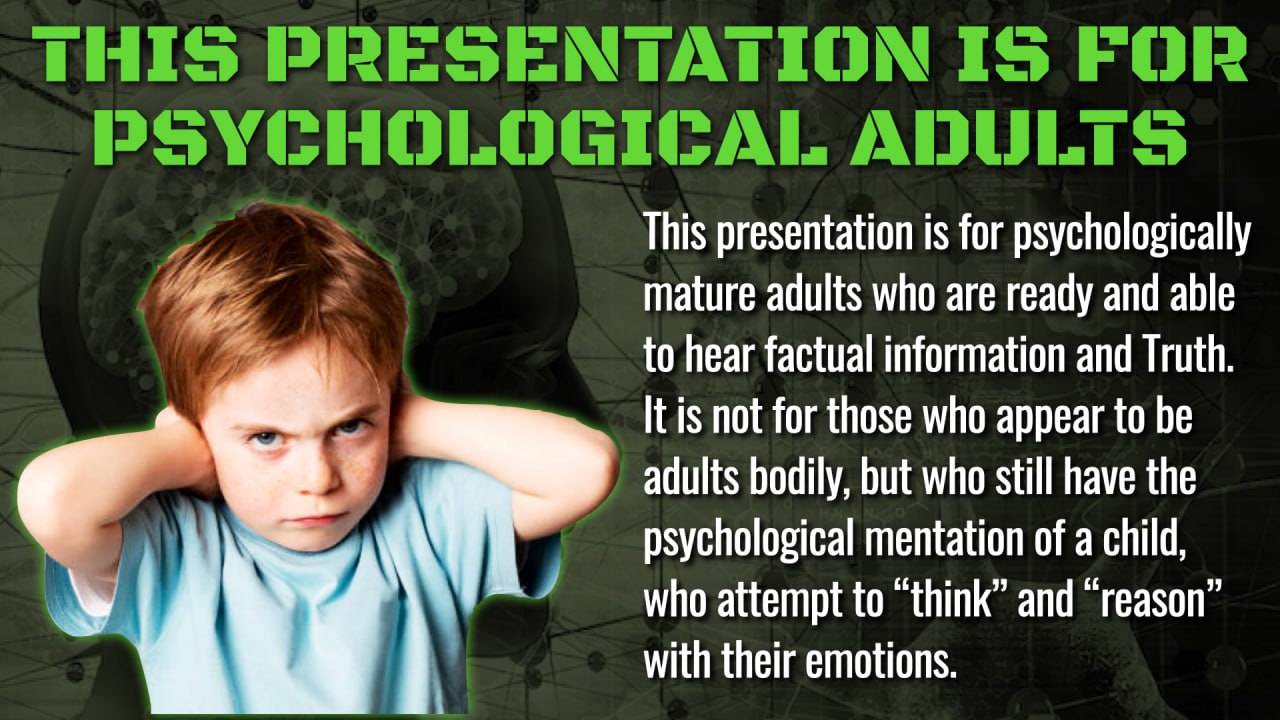 THIS PRESENTATION IS FOR
PSYCHOLOGICAL ADULTS
This presentation is for psychologically
mature adults who are ready and able
to hear factual information and Truth.
It is not for those who appear to be
adults bodily, but who still have the
psychological mentation of a child,
who attempt to “think” and “reason”
with their emotions.